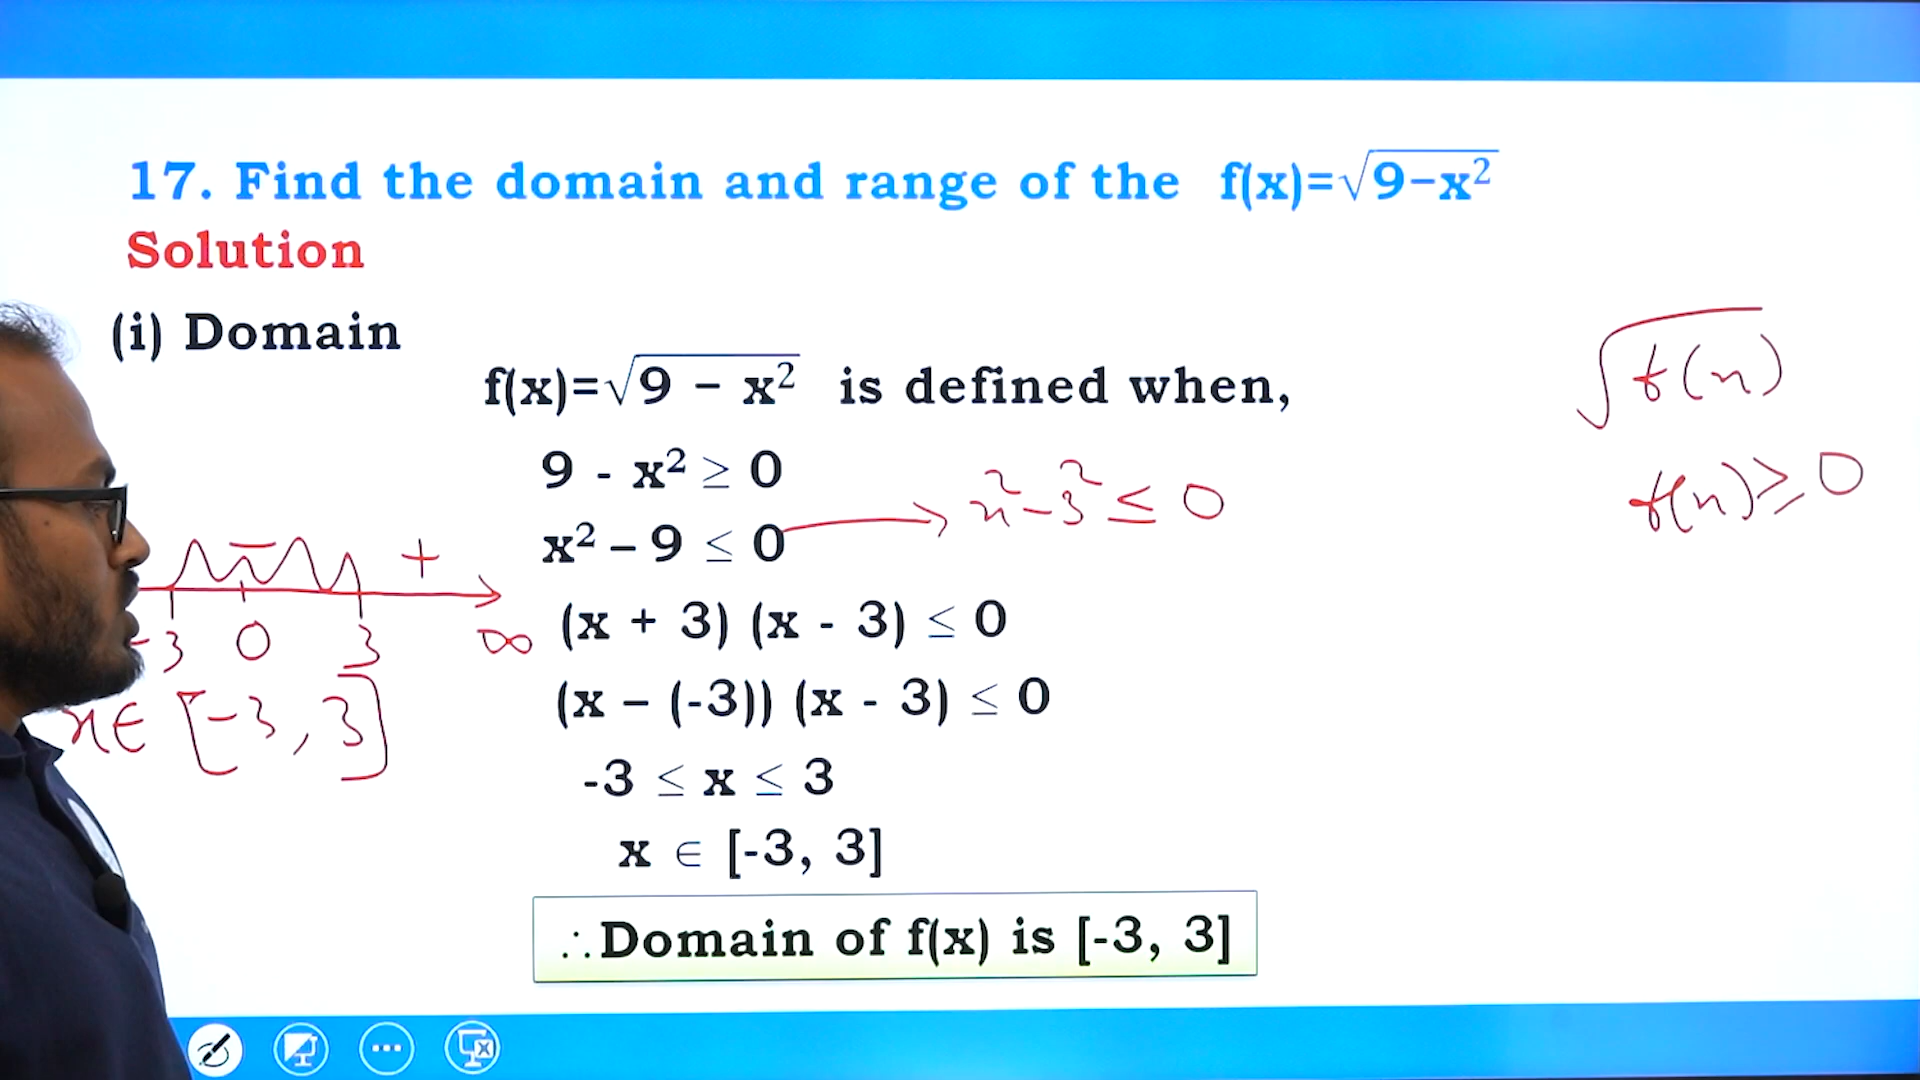 17. Find the domain and range of the f(x)=√9−x²
Solution
(i) Domain
f(x)=√9 − x² is defined when,
9 - x² ≥ 0
x² – 9 ≤ 0
(x + 3) (x - 3) ≤ 0
(x – (-3)) (x - 3) ≤ 0
-3 ≤ x ≤ 3
x ∈ [-3, 3]
∴Domain of f(x) is [-3, 3]
x² − 3² ≤ 0
√f(x)
f(x) ≥ 0
− +
-3 0 3 ∞
x ∈ [-3, 3]